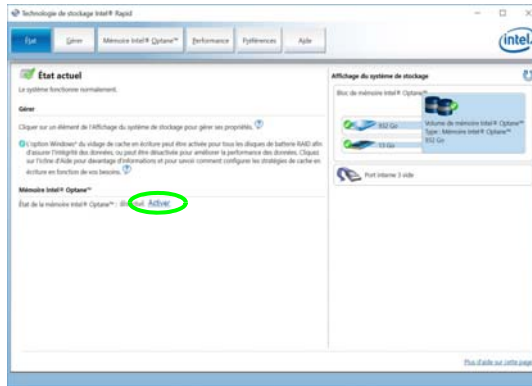 Technologie de stockage Intel® Rapid
État
Gérer
Mémoire Intel® Optane™
Performance
Préférences
Aide
intel
État actuel
Le système fonctionne normalement.
Gérer
Cliquer sur un élément de l'Affichage du système de stockage pour gérer ses propriétés.
L'option Windows* du vidage de cache en écriture peut être activée pour tous les disques de batterie RAID afin
d'assurer l'intégrité des données, ou peut être désactivée pour améliorer la performance des données. Cliquez
sur l'icône d'Aide pour davantage d'informations et pour savoir comment configurer les stratégies de cache en
écriture en fonction de vos besoins.
Mémoire Intel® Optane™
État de la mémoire Intel® Optane™ : Activer
Affichage du système de stockage
Bloc de mémoire Intel® Optane
932 Go
13 Go
Volume de mémoire Intel® Optane™
Type : Mémoire Intel® Optane™
932 Go
Port interne 3 vide
Plus d'aide sur cette page